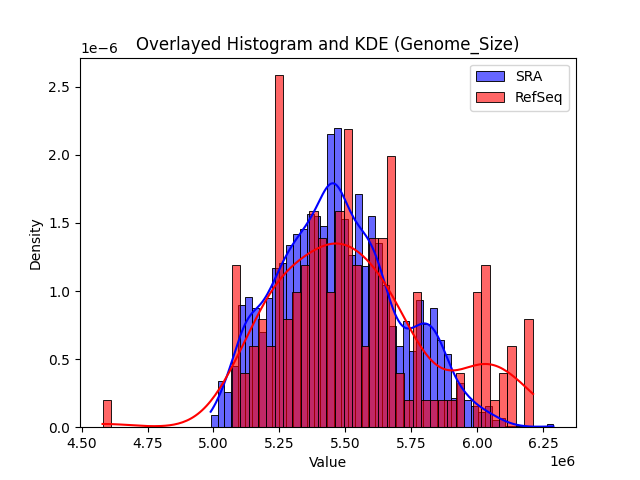 Overlayed Histogram and KDE (Genome_Size)
1e−6
SRA
RefSeq
2.5
2.0
1.5
1.0
0.5
0.0
Density
4.50
4.75
5.00
5.25
5.50
5.75
6.00
6.25
Value
1e6